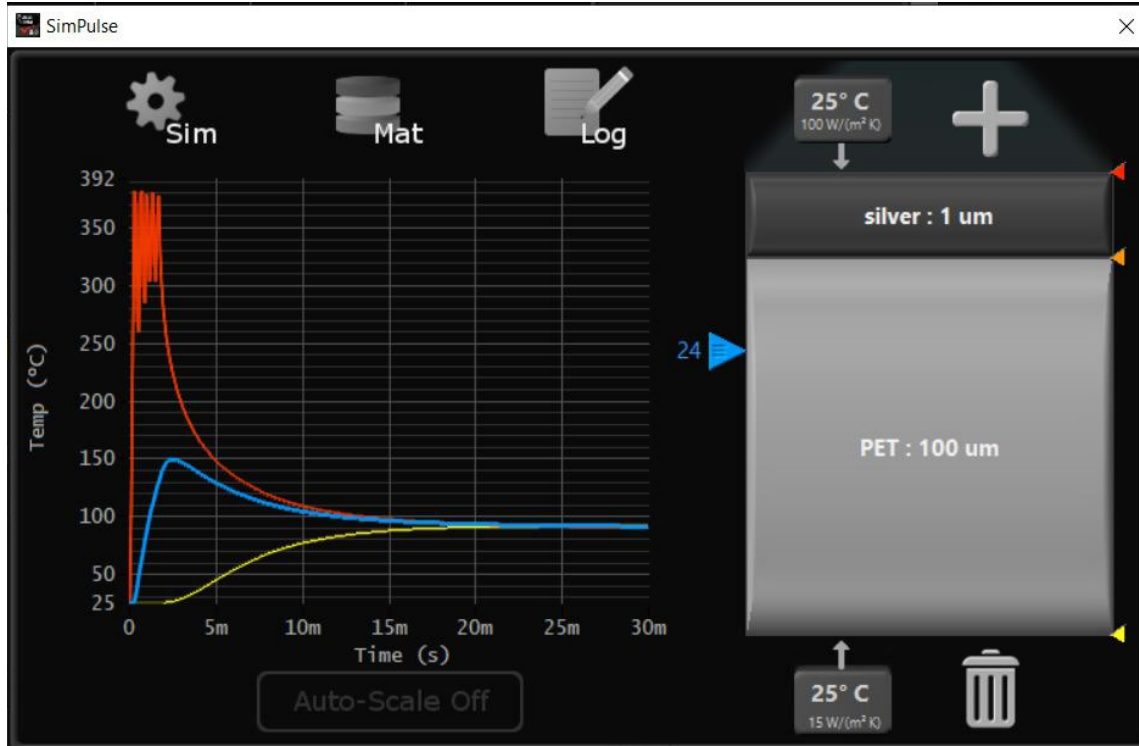 SimPulse
Sim
Mat
Log
25° C
100 W/(m² K)
392
350
300
250
200
150
100
50
25
Temp (°C)
0
5m
10m
15m
20m
25m
30m
Time (s)
Auto-Scale Off
silver : 1 um
24
PET : 100 um
25° C
15 W/(m² K)